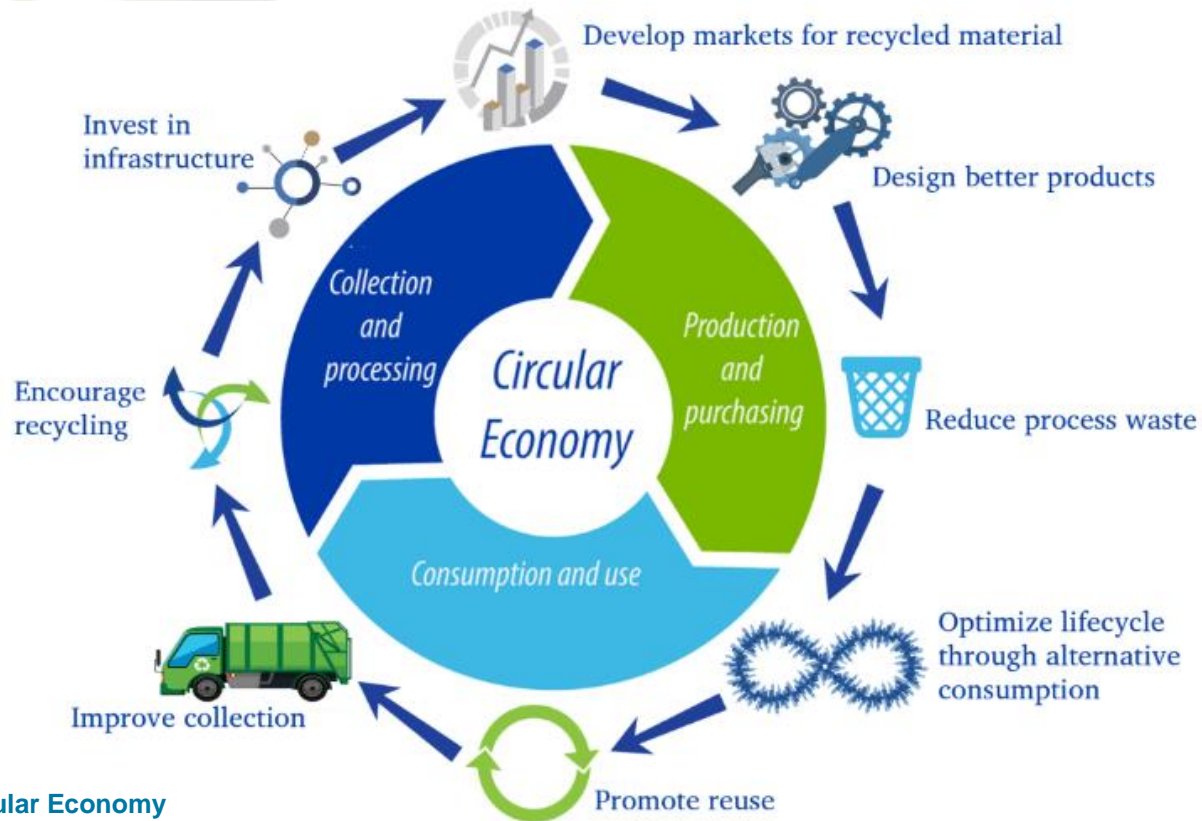 Develop markets for recycled material
Invest in
infrastructure
Design better products
Collection
and
processing
Production
and
purchasing
Circular
Economy
Encourage
recycling
Reduce process waste
Consumption and use
Optimize lifecycle
through alternative
consumption
Improve collection
Promote reuse
ular Economy